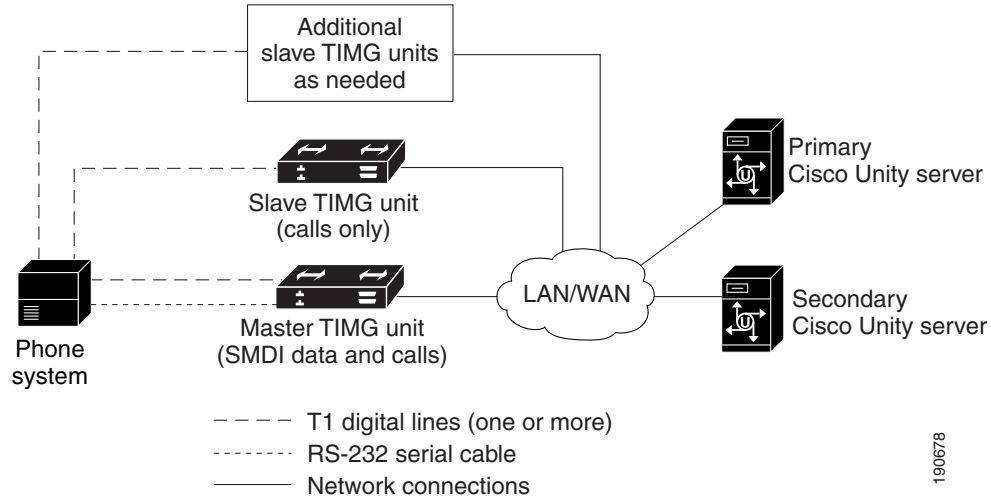 Additional
slave TIMG units
as needed
Primary
Cisco Unity server
Slave TIMG unit
(calls only)
LAN/WAN
Secondary
Cisco Unity server
Master TIMG unit
(SMDI data and calls)
Phone
system
T1 digital lines (one or more)
RS-232 serial cable
Network connections
190678
U
U